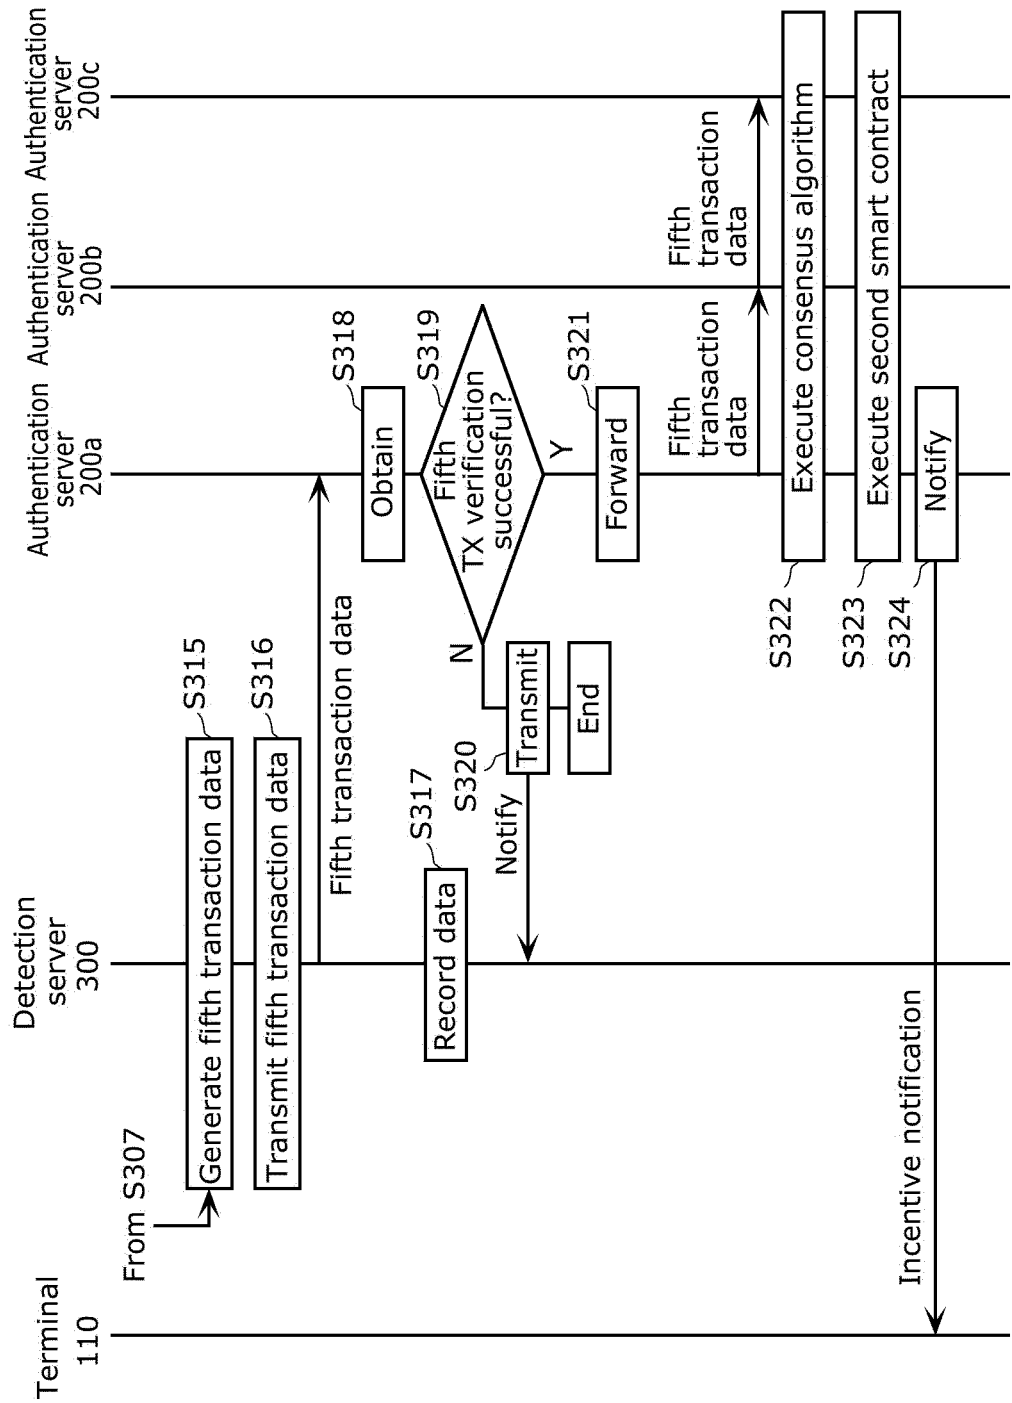 Terminal
110
Detection
server
300
Authentication
server
200a
Authentication
server
200b
Authentication
server
200c
From S307
Generate fifth transaction data
S315
Transmit fifth transaction data
S316
Fifth transaction data
Obtain
S318
Record data
S317
Fifth
TX verification
successful?
S319
N
Y
S320
Transmit
Notify
End
Forward
S321
Fifth
transaction
data
Fifth
transaction
data
S322
Execute consensus algorithm
S323
Execute second smart contract
S324
Notify
Incentive notification